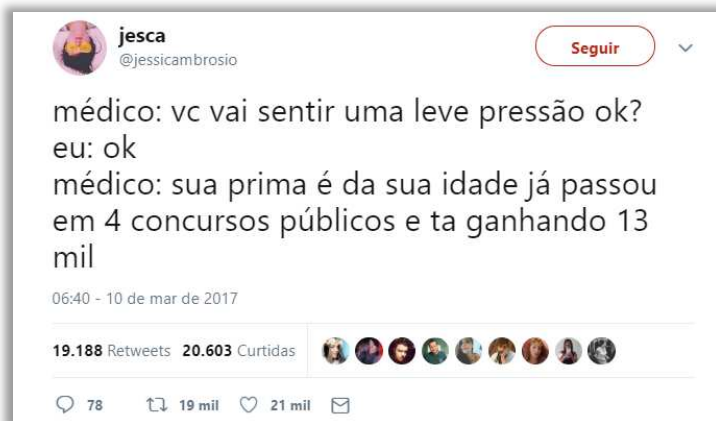 jesca
@jessicambrosio
Seguir
médico: vc vai sentir uma leve pressão ok?
eu: ok
médico: sua prima é da sua idade já passou
em 4 concursos públicos e ta ganhando 13
mil
06:40 - 10 de mar de 2017
19.188 Retweets 20.603 Curtidas
78 19 mil 21 mil